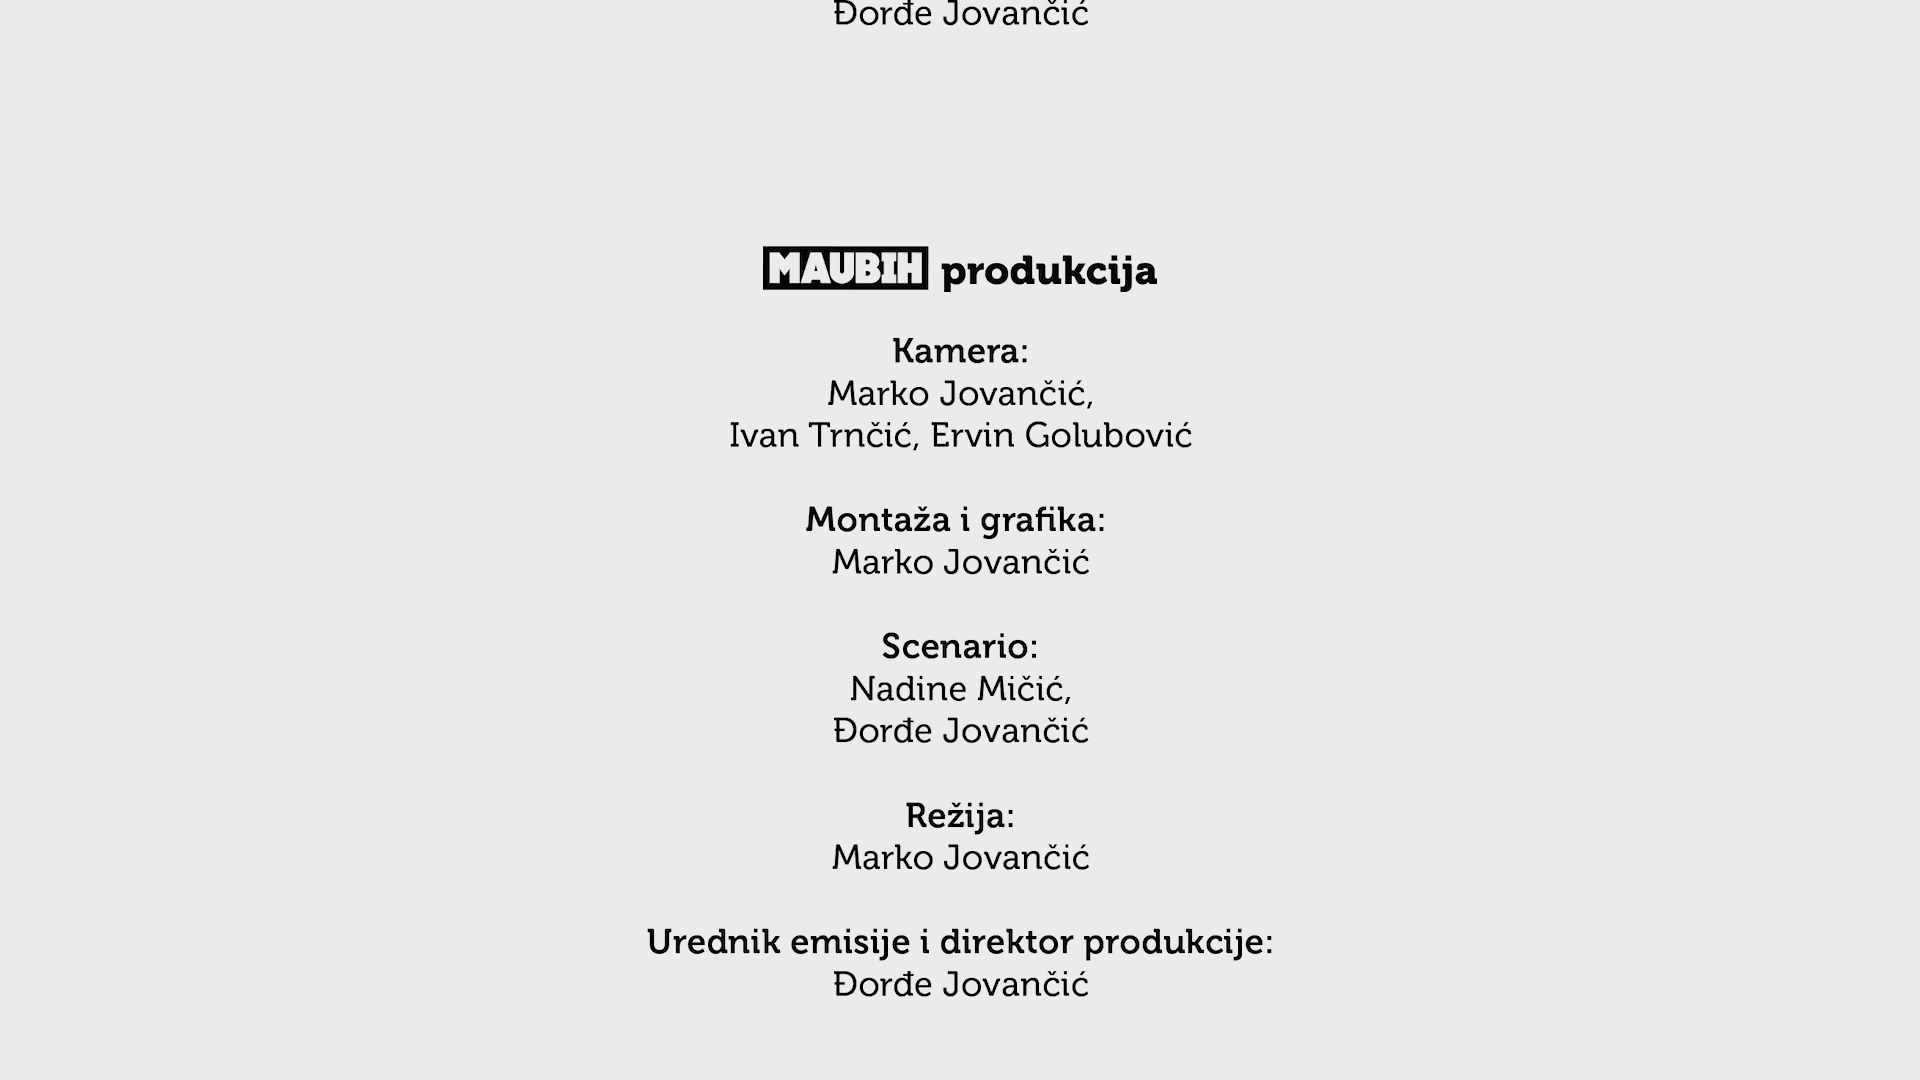 Đorđe Jovančić
MAUBIH produkcija
Kamera:
Marko Jovančić,
Ivan Trnčić, Ervin Golubović
Montaža i grafika:
Marko Jovančić
Scenario:
Nadine Mičić,
Đorđe Jovančić
Režija:
Marko Jovančić
Urednik emisije i direktor produkcije:
Đorđe Jovančić